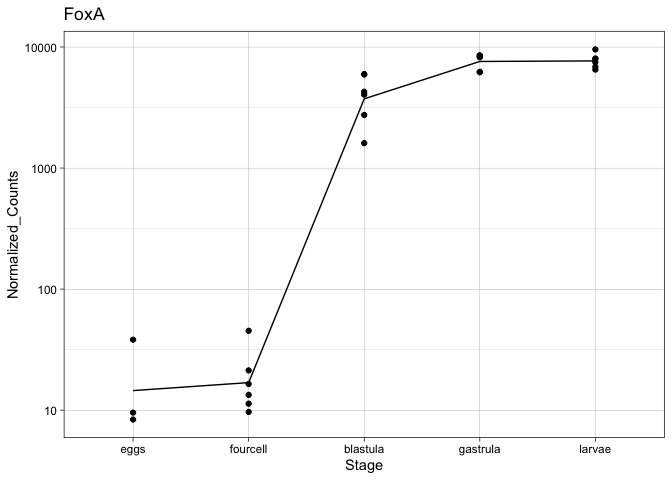 FoxA
Normalized_Counts
10000
1000
100
10
eggs
fourcell
blastula
gastrula
larvae
Stage